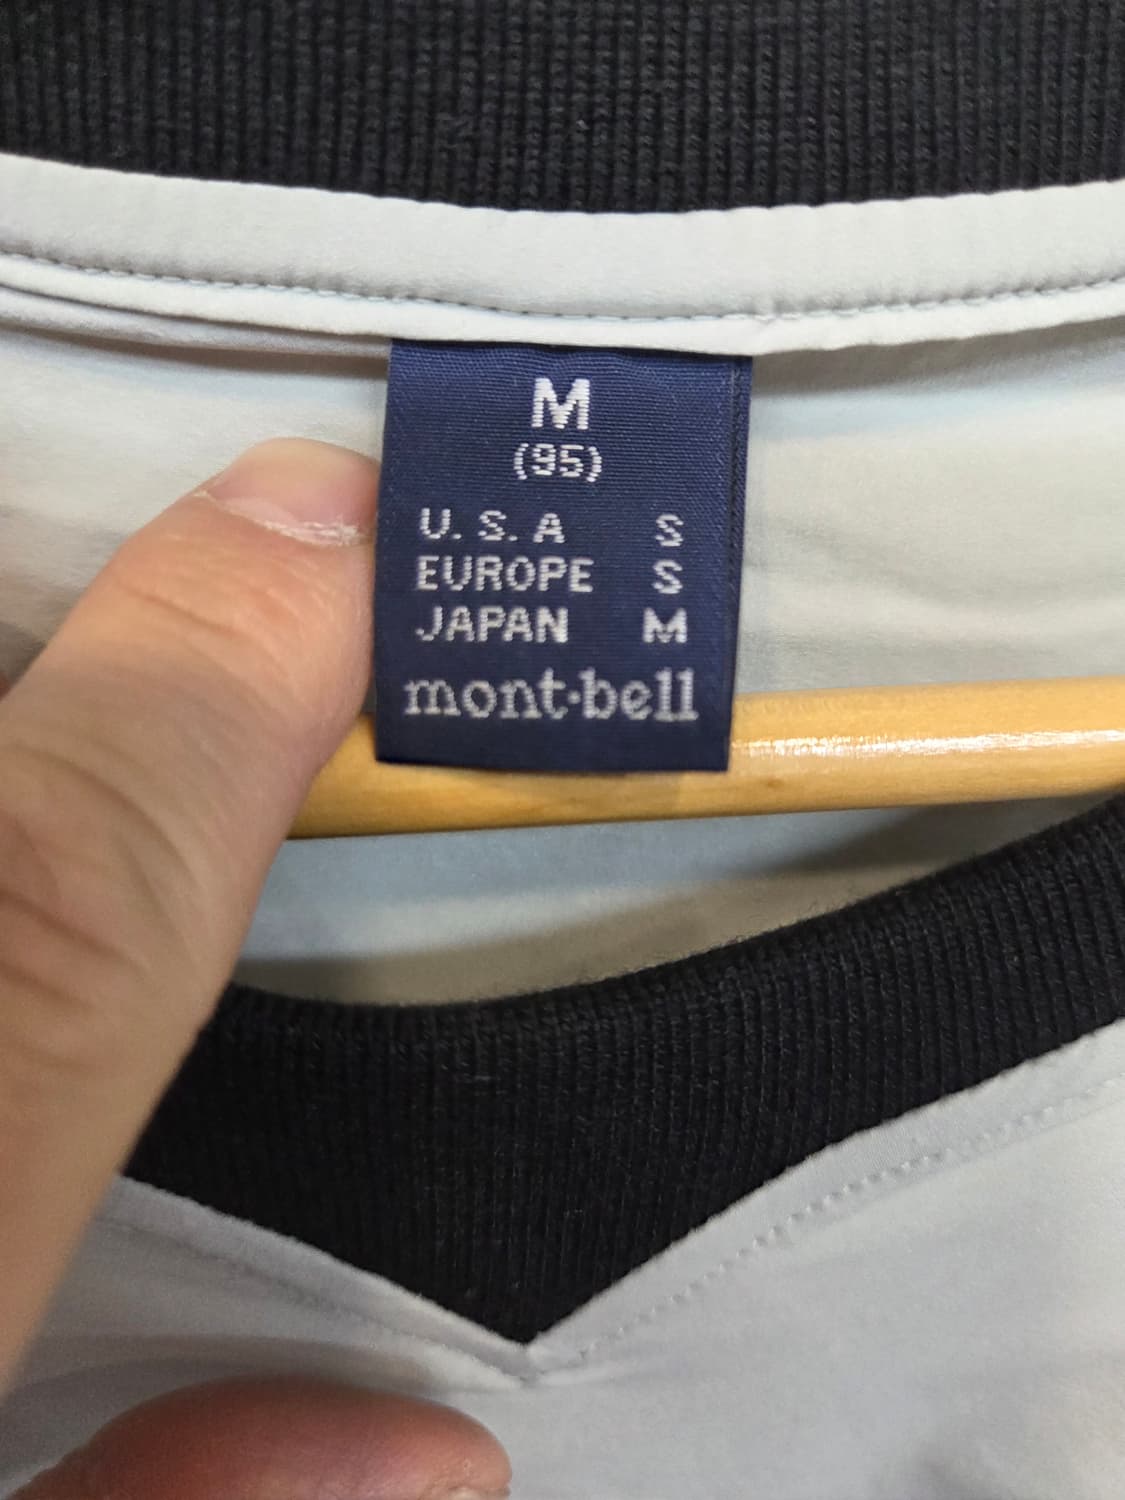 M
(95)
U.S.A S
EUROPE S
JAPAN M
mont-bell